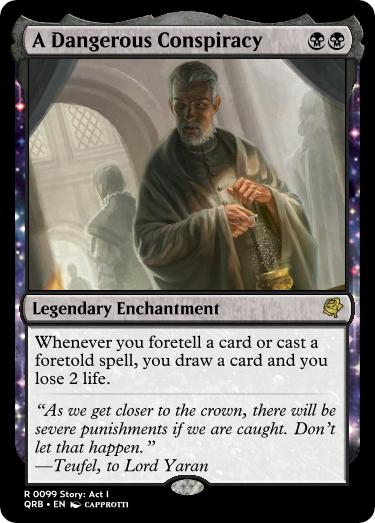 A Dangerous Conspiracy
Legendary Enchantment
Whenever you foretell a card or cast a
foretold spell, you draw a card and you
lose 2 life.
“As we get closer to the crown, there will be
severe punishments if we are caught. Don’t
let that happen.”
—Teufel, to Lord Yaran
R 0099 Story: Act I
QRB • EN CAPPROTTI